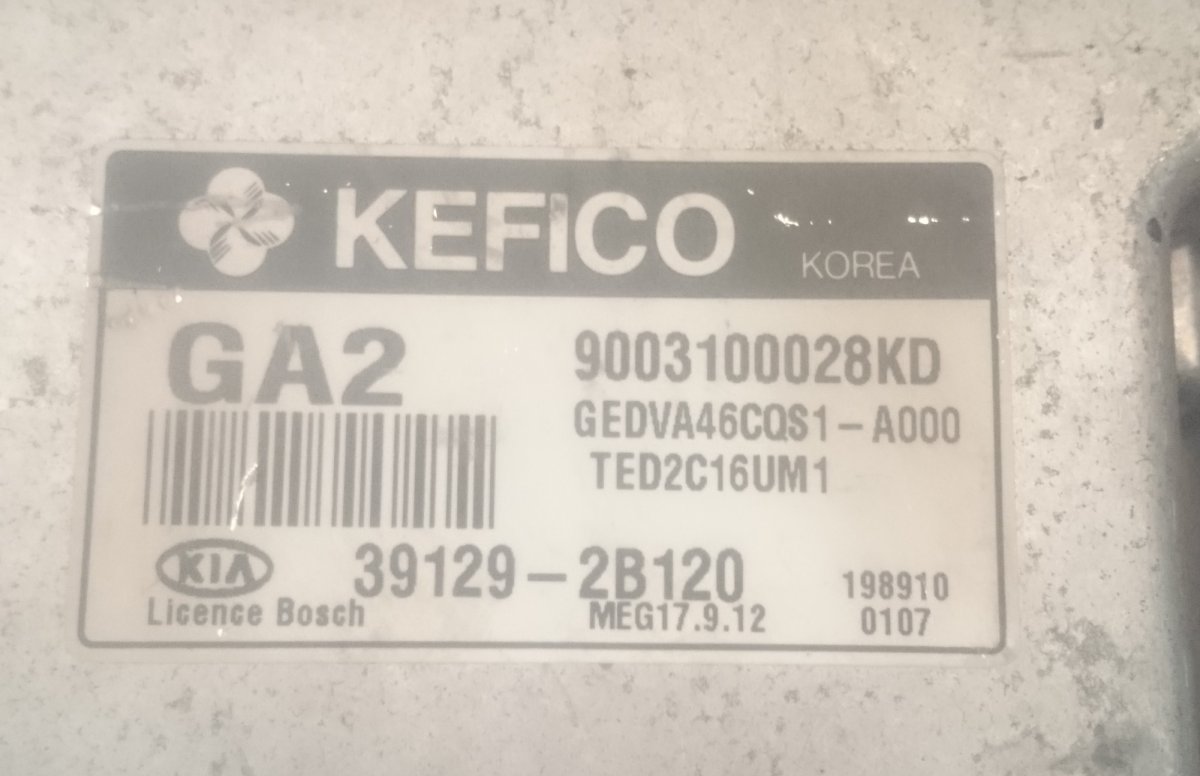 KEFICO KOREA
GA2 9003100028KD
GEDVA46CQS1-A000
TED2C16UM1
KIA 39129-2B120 198910
Licence Bosch MEG17.9.12 0107